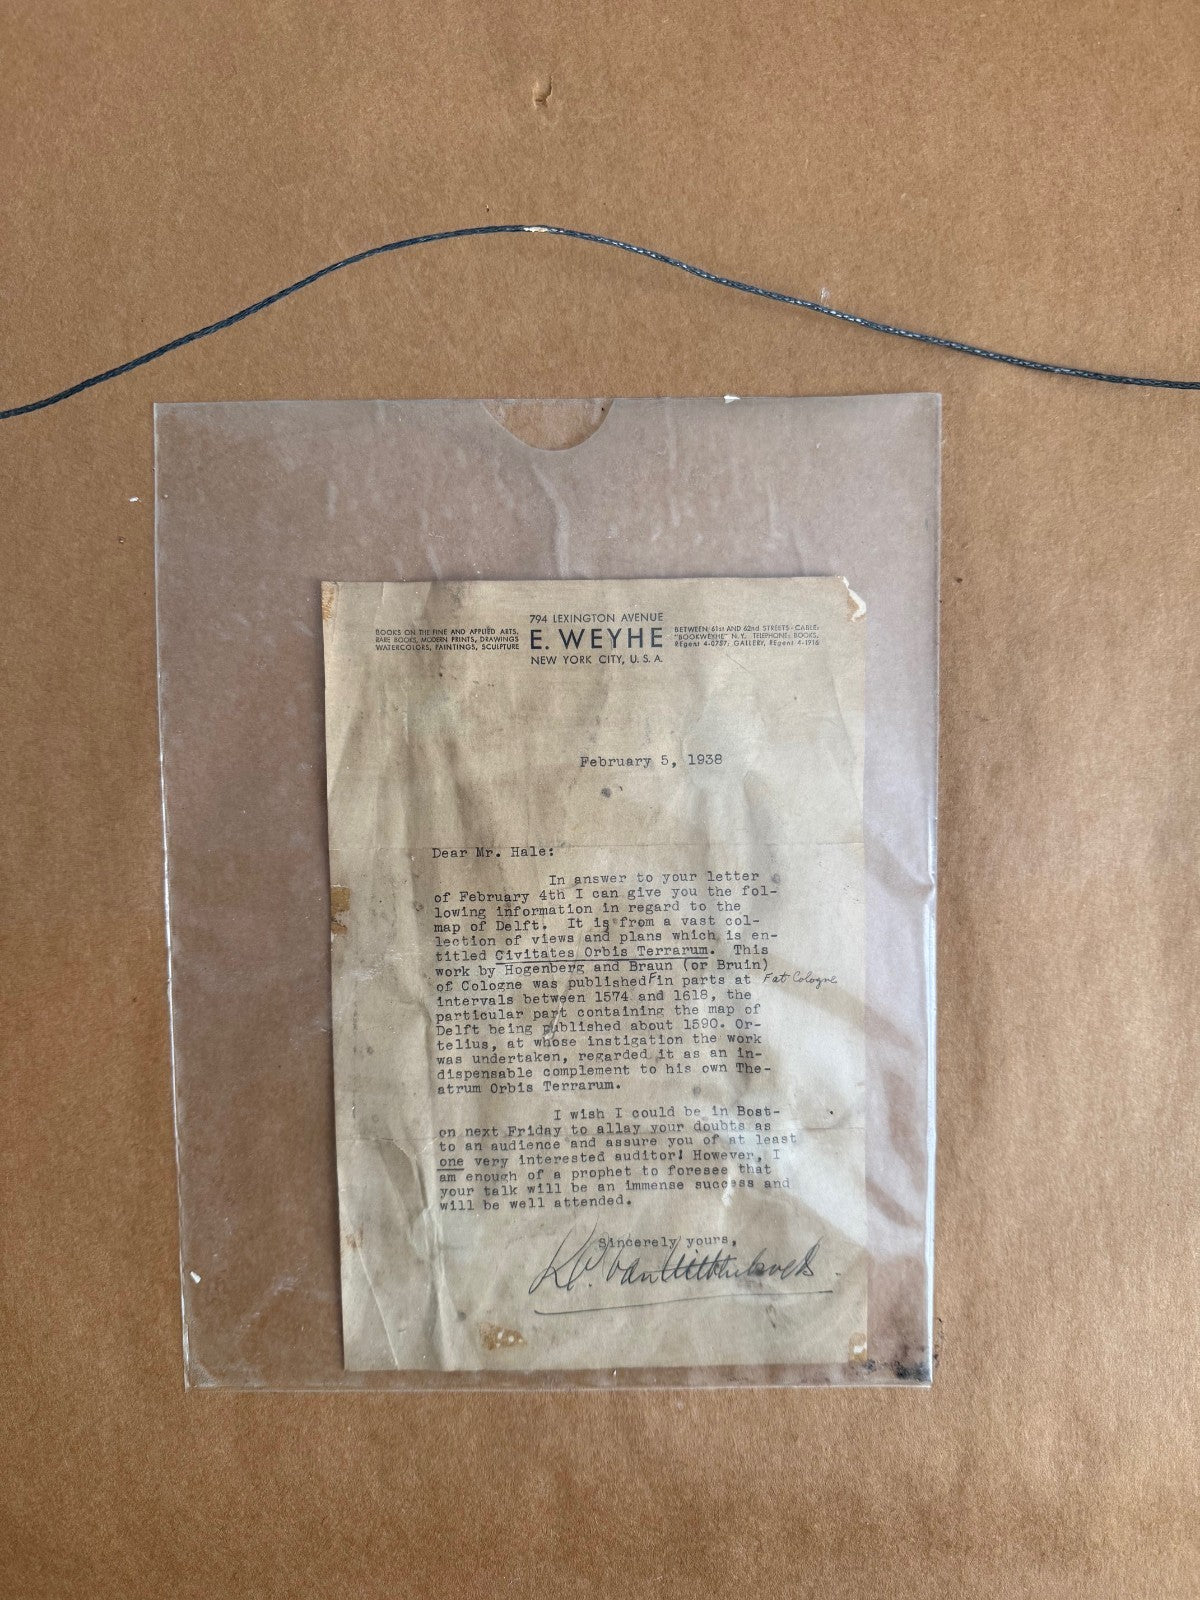 794 LEXINGTON AVENUE
BOOKS ON THE FINE AND APPLIED ARTS,
RARE BOOKS, MODERN PRINTS, DRAWINGS
WATERCOLORS, PAINTINGS, SCULPTURE
E. WEYHE
BETWEEN 61st AND 62nd STREETS · CABLE:
"BOOKWEYHE" N.Y. TELEPHONE: BOOKS,
REgent 4-0787; GALLERY, REgent 4-1916
NEW YORK CITY, U. S. A.
February 5, 1938
Dear Mr. Hale:
In answer to your letter
of February 4th I can give you the fol-
lowing information in regard to the
map of Delft. It is from a vast col-
lection of views and plans which is en-
titled Civitates Orbis Terrarum. This
work by Hogenberg and Braun (or Bruin)
of Cologne was published in parts at
at Cologne
intervals between 1574 and 1618, the
particular part containing the map of
Delft being published about 1590. Or-
telius, at whose instigation the work
was undertaken, regarded it as an in-
dispensable complement to his own The-
atrum Orbis Terrarum.
I wish I could be in Bost-
on next Friday to allay your doubts as
to an audience and assure you of at least
one very interested auditor! However, I
am enough of a prophet to foresee that
your talk will be an immense success and
will be well attended.
Sincerely yours,